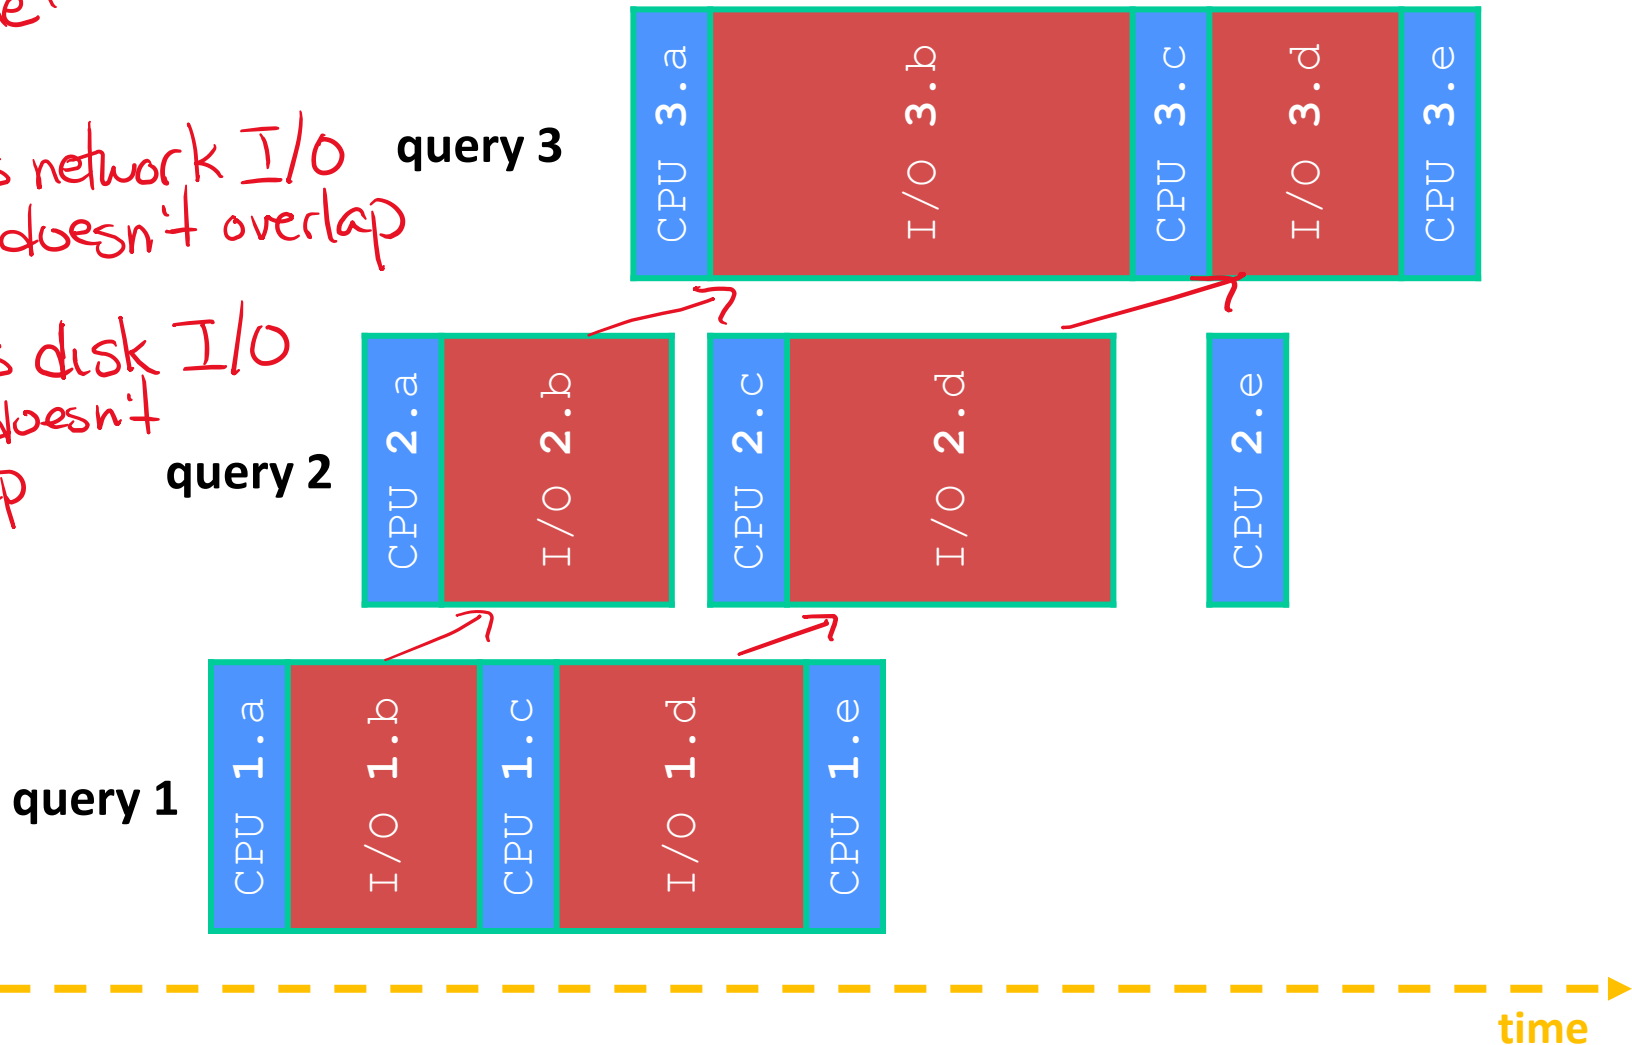 network I/O
doesn't overlap
disk I/O
doesn't
query 3
CPU 3.a
I/O 3.b
CPU 3.c
I/O 3.d
CPU 3.e
query 2
CPU 2.a
I/O 2.b
CPU 2.c
I/O 2.d
CPU 2.e
query 1
CPU 1.a
I/O 1.b
CPU 1.c
I/O 1.d
CPU 1.e
time